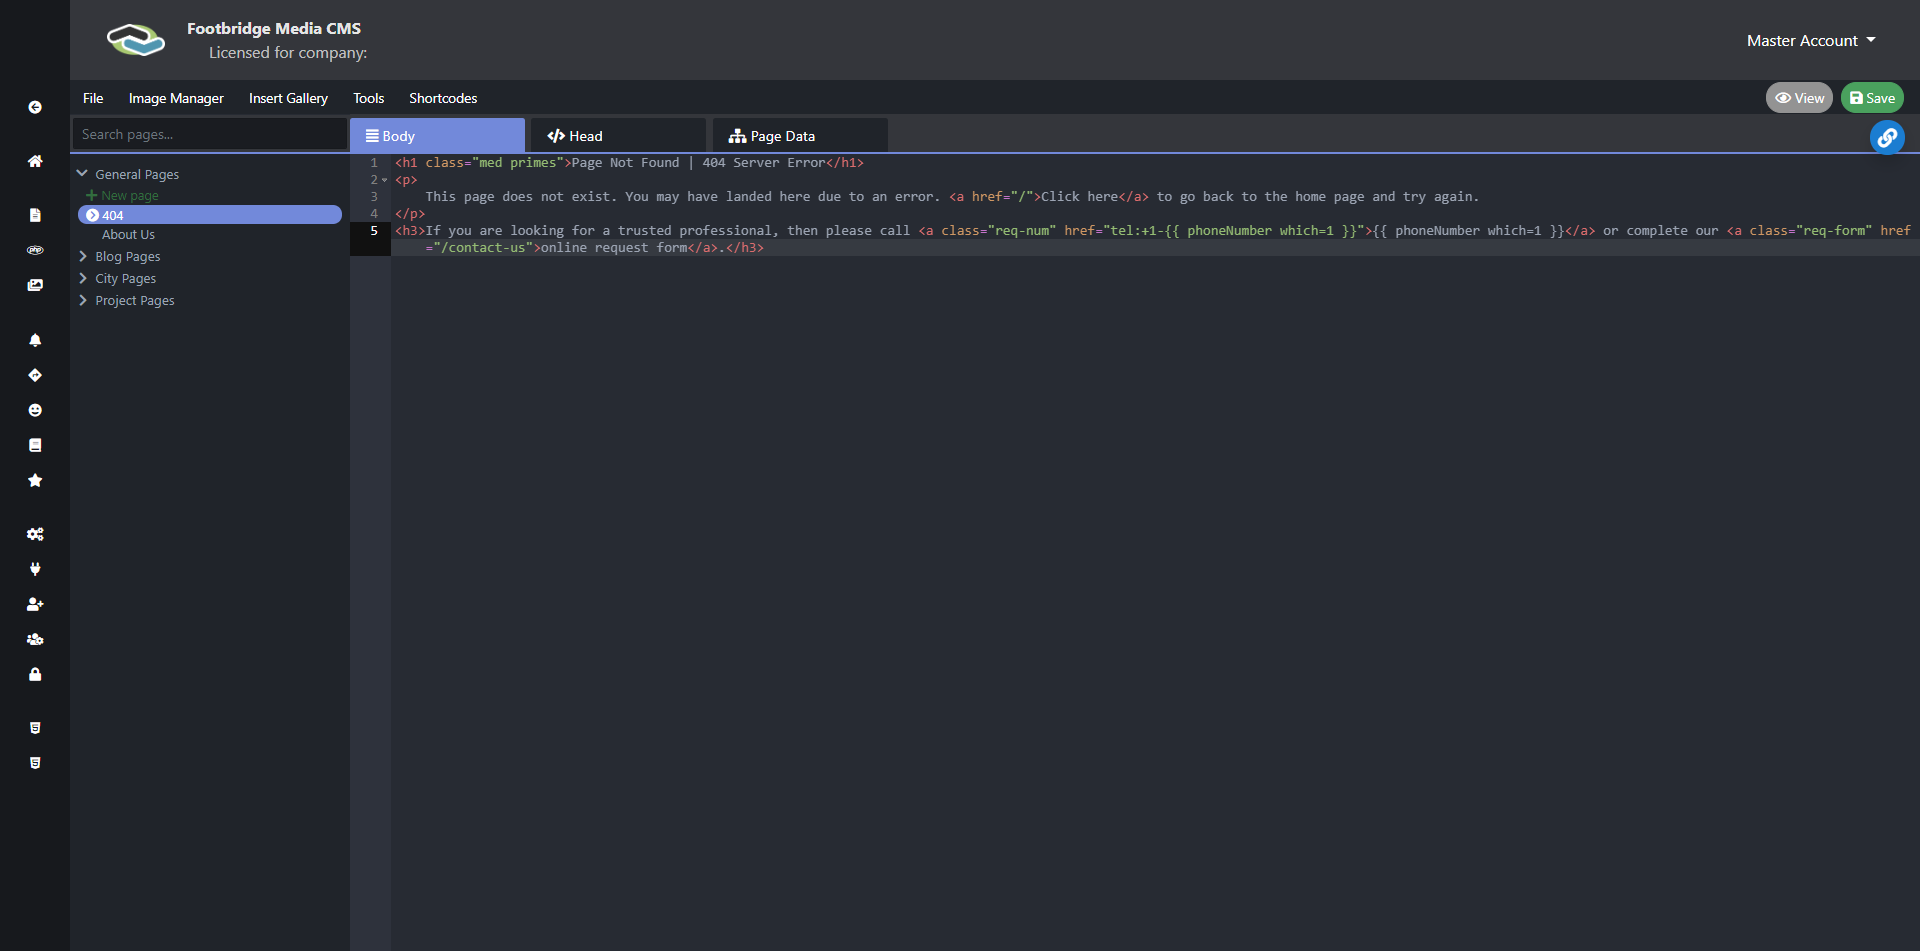 Footbridge Media CMS
Licensed for company:
Master Account
File Image Manager Insert Gallery Tools Shortcodes View Save
Search pages... Body Head Page Data
General Pages
New page
404
About Us
Blog Pages
City Pages
Project Pages
1 <h1 class="med primes">Page Not Found | 404 Server Error</h1>
2 <p>
3 This page does not exist. You may have landed here due to an error. <a href="/">Click here</a> to go back to the home page and try again.
4 </p>
5 <h3>If you are looking for a trusted professional, then please call <a class="req-num" href="tel:+1-{{ phoneNumber which=1 }}">{{ phoneNumber which=1 }}</a> or complete our <a class="req-form" href
="/contact-us">online request form</a>.</h3>